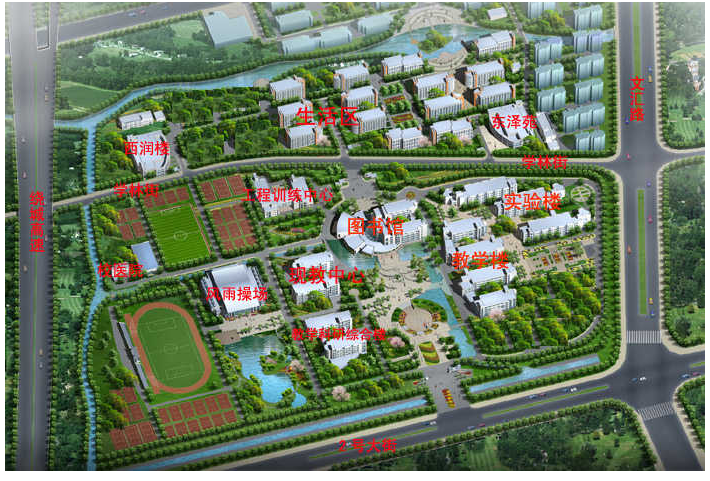 生活区
文汇路
东泽苑
西润楼
学林街
学林街
绕城高速
工程训练中心
实验楼
图书馆
教学楼
校医院
现教中心
风雨操场
教学科研综合楼
2号大街